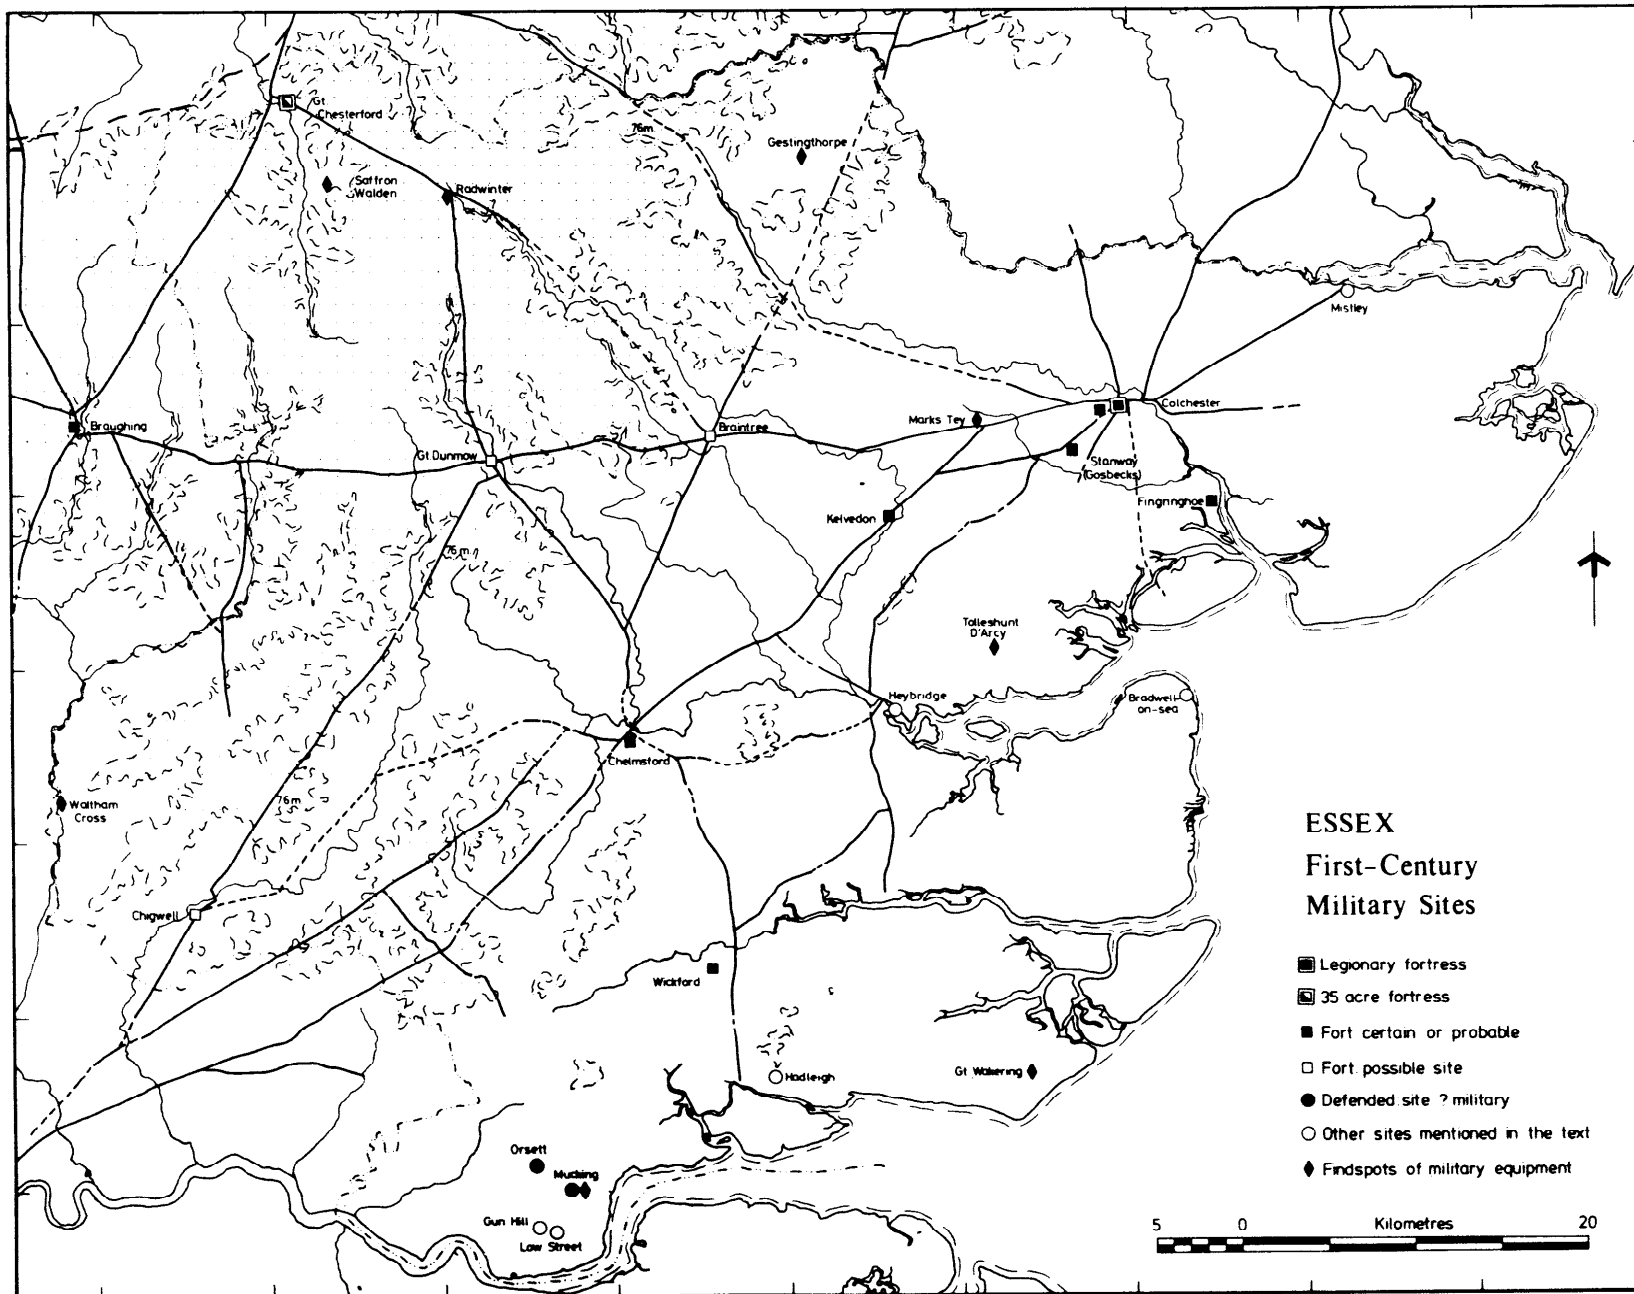 Gt.
Chesterford
76m.
Gestingthorpe
Saffron
Walden
Radwinter
Mistley
Braughing
Gt. Dunmow
Braintree
Marks Tey
Colchester
Stanway
(Gosbecks)
Fingringhoe
Kelvedon
76m.
Tolleshunt
D'Arcy
Heybridge
Bradwell-
on-sea
Chelmsford
Waltham
Cross
76m
Chigwell
Wickford
Hadleigh
Gt Wakering
Orsett
Mucking
Gun Hill
Low Street
ESSEX
First-Century
Military Sites
Legionary fortress
35 acre fortress
Fort certain or probable
Fort possible site
Defended site ? military
Other sites mentioned in the text
Findspots of military equipment
5 0 Kilometres 20